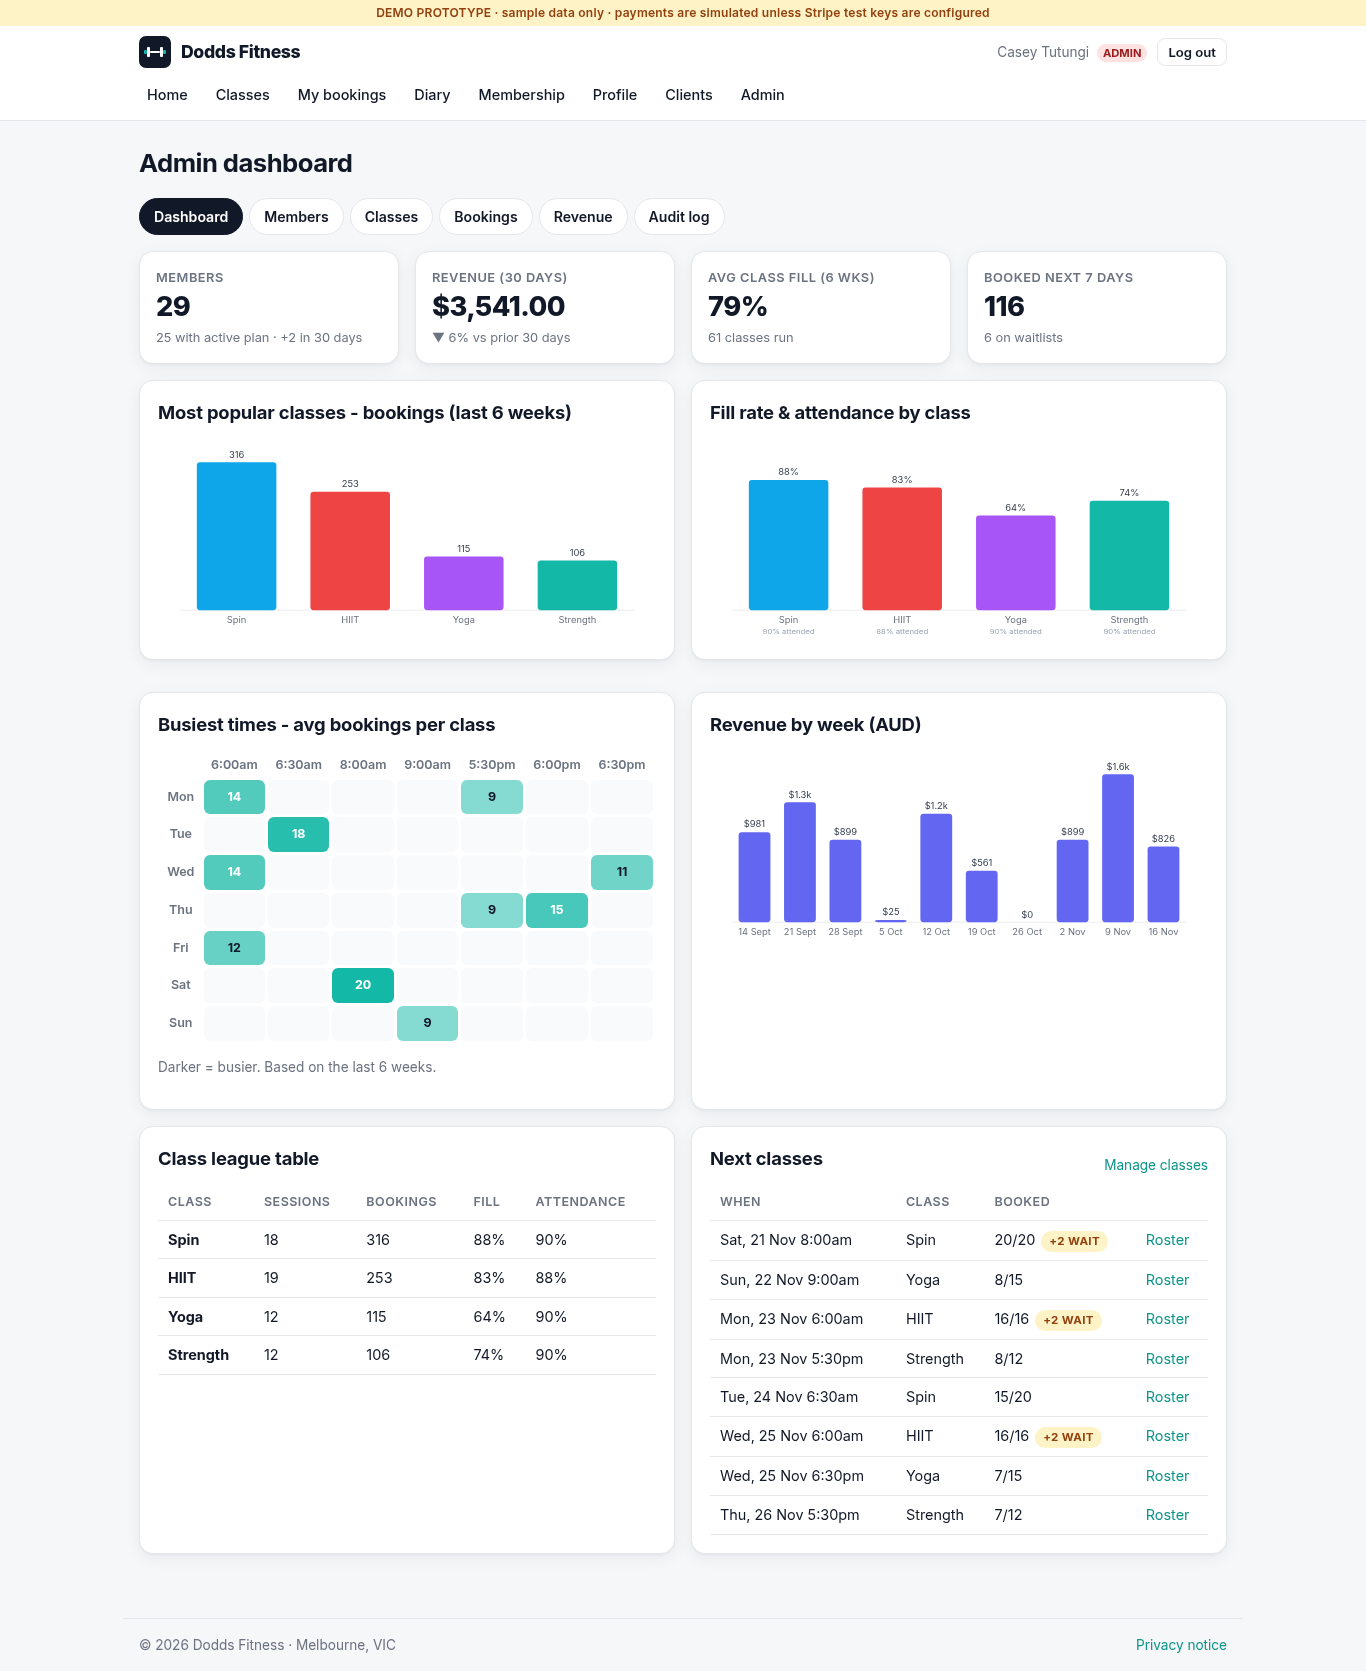 DEMO PROTOTYPE · sample data only · payments are simulated unless Stripe test keys are configured
Dodds Fitness
Casey Tutungi ADMIN Log out
Home Classes My bookings Diary Membership Profile Clients Admin
Admin dashboard
Dashboard Members Classes Bookings Revenue Audit log
MEMBERS
29
25 with active plan · +2 in 30 days
REVENUE (30 DAYS)
$3,541.00
▼ 6% vs prior 30 days
AVG CLASS FILL (6 WKS)
79%
61 classes run
BOOKED NEXT 7 DAYS
116
6 on waitlists
Most popular classes - bookings (last 6 weeks)
316 253 115 106
Spin HIIT Yoga Strength
Fill rate & attendance by class
88% 83% 64% 74%
Spin HIIT Yoga Strength
90% attended 88% attended 90% attended 90% attended
Busiest times - avg bookings per class
6:00am 6:30am 8:00am 9:00am 5:30pm 6:00pm 6:30pm
Mon 14 9
Tue 18
Wed 14 11
Thu 9 15
Fri 12
Sat 20
Sun 9
Darker = busier. Based on the last 6 weeks.
Revenue by week (AUD)
$981 $1.3k $899 $25 $1.2k $561 $0 $899 $1.6k $826
14 Sept 21 Sept 28 Sept 5 Oct 12 Oct 19 Oct 26 Oct 2 Nov 9 Nov 16 Nov
Class league table
CLASS SESSIONS BOOKINGS FILL ATTENDANCE
Spin 18 316 88% 90%
HIIT 19 253 83% 88%
Yoga 12 115 64% 90%
Strength 12 106 74% 90%
Next classes
Manage classes
WHEN CLASS BOOKED
Sat, 21 Nov 8:00am Spin 20/20 +2 WAIT Roster
Sun, 22 Nov 9:00am Yoga 8/15 Roster
Mon, 23 Nov 6:00am HIIT 16/16 +2 WAIT Roster
Mon, 23 Nov 5:30pm Strength 8/12 Roster
Tue, 24 Nov 6:30am Spin 15/20 Roster
Wed, 25 Nov 6:00am HIIT 16/16 +2 WAIT Roster
Wed, 25 Nov 6:30pm Yoga 7/15 Roster
Thu, 26 Nov 5:30pm Strength 7/12 Roster
© 2026 Dodds Fitness · Melbourne, VIC
Privacy notice